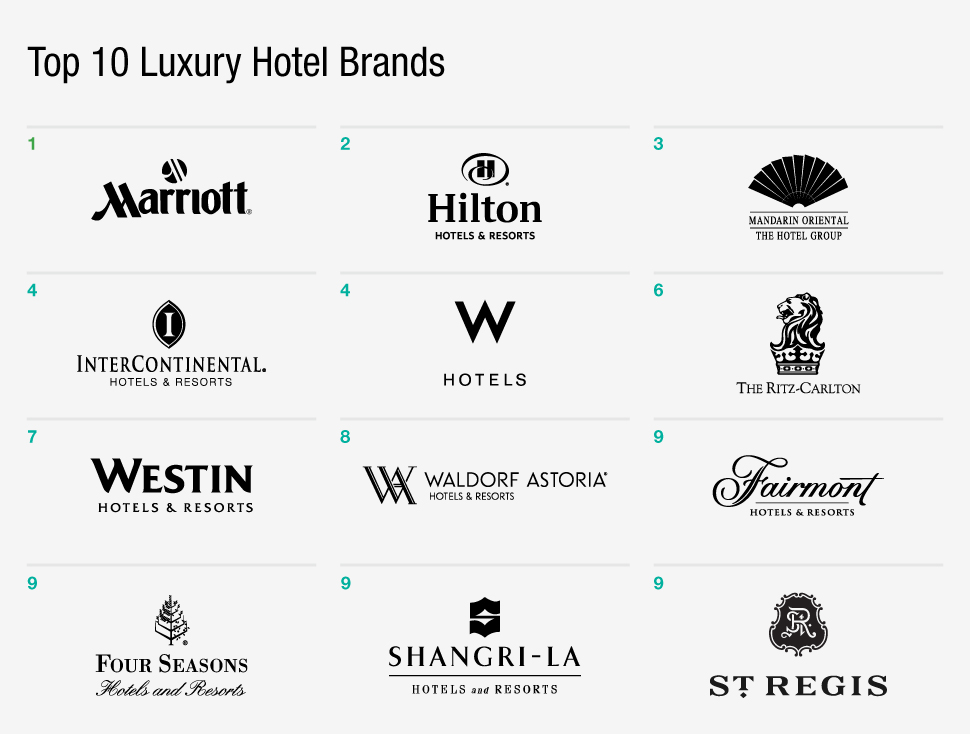 Top 10 Luxury Hotel Brands
1
Marriott®
2
H
Hilton
HOTELS & RESORTS
3
MANDARIN ORIENTAL
THE HOTEL GROUP
4
I
INTERCONTINENTAL.
HOTELS & RESORTS
4
W
HOTELS
6
THE RITZ-CARLTON
7
WESTIN
HOTELS & RESORTS
8
WA WALDORF ASTORIA®
HOTELS & RESORTS
9
Fairmont
HOTELS & RESORTS
9
®
FOUR SEASONS
Hotels and Resorts
9
S
SHANGRI-LA
HOTELS and RESORTS
9
SR
ST REGIS